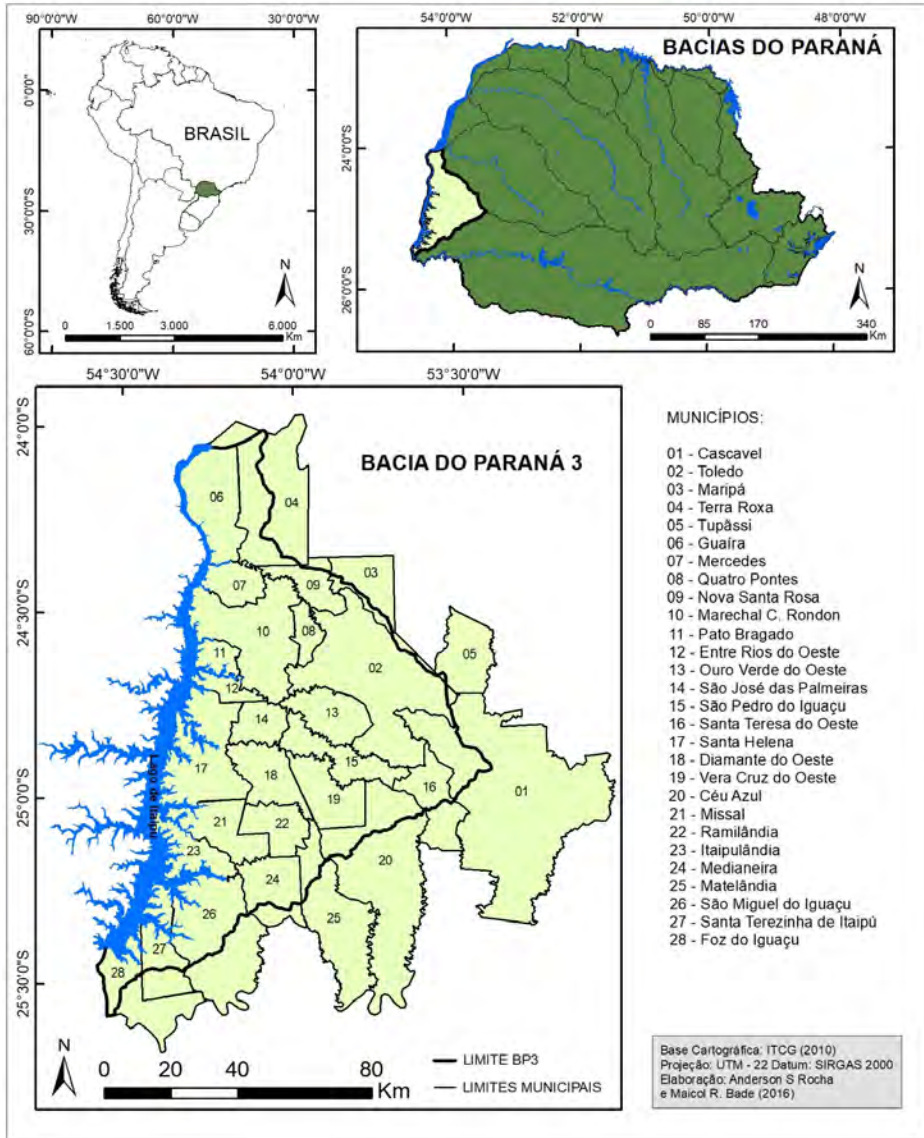 90°0'0"W 60°0'0"W 30°0'0"W
0°0'0"
30°0'0"S
60°0'0"S
BRASIL
N
0 1.500 3.000 6.000
Km
54°0'0"W 52°0'0"W 50°0'0"W 48°0'0"W
BACIAS DO PARANÁ
24°0'0"S
26°0'0"S
N
0 85 170 340
Km
54°30'0"W 54°0'0"W 53°30'0"W
24°0'0"S
24°30'0"S
25°0'0"S
25°30'0"S
BACIA DO PARANÁ 3
06
04
03
07
09
10
08
05
02
11
12
13
14
15
17
18
16
19
01
21
22
23
20
24
26
25
27
28
Lago de Itaipú
N
0 20 40 60 80
Km
LIMITE BP3
LIMITES MUNICIPAIS
MUNICÍPIOS:
01 - Cascavel
02 - Toledo
03 - Maripá
04 - Terra Roxa
05 - Tupãssi
06 - Guaíra
07 - Mercedes
08 - Quatro Pontes
09 - Nova Santa Rosa
10 - Marechal C. Rondon
11 - Pato Bragado
12 - Entre Rios do Oeste
13 - Ouro Verde do Oeste
14 - São José das Palmeiras
15 - São Pedro do Iguaçu
16 - Santa Teresa do Oeste
17 - Santa Helena
18 - Diamante do Oeste
19 - Vera Cruz do Oeste
20 - Céu Azul
21 - Missal
22 - Ramilândia
23 - Itaipulândia
24 - Medianeira
25 - Matelândia
26 - São Miguel do Iguaçu
27 - Santa Terezinha de Itaipú
28 - Foz do Iguaçu
Base Cartográfica: ITCG (2010)
Projeção: UTM - 22 Datum: SIRGAS 2000
Elaboração: Anderson S Rocha
e Maicol R. Bade (2016)